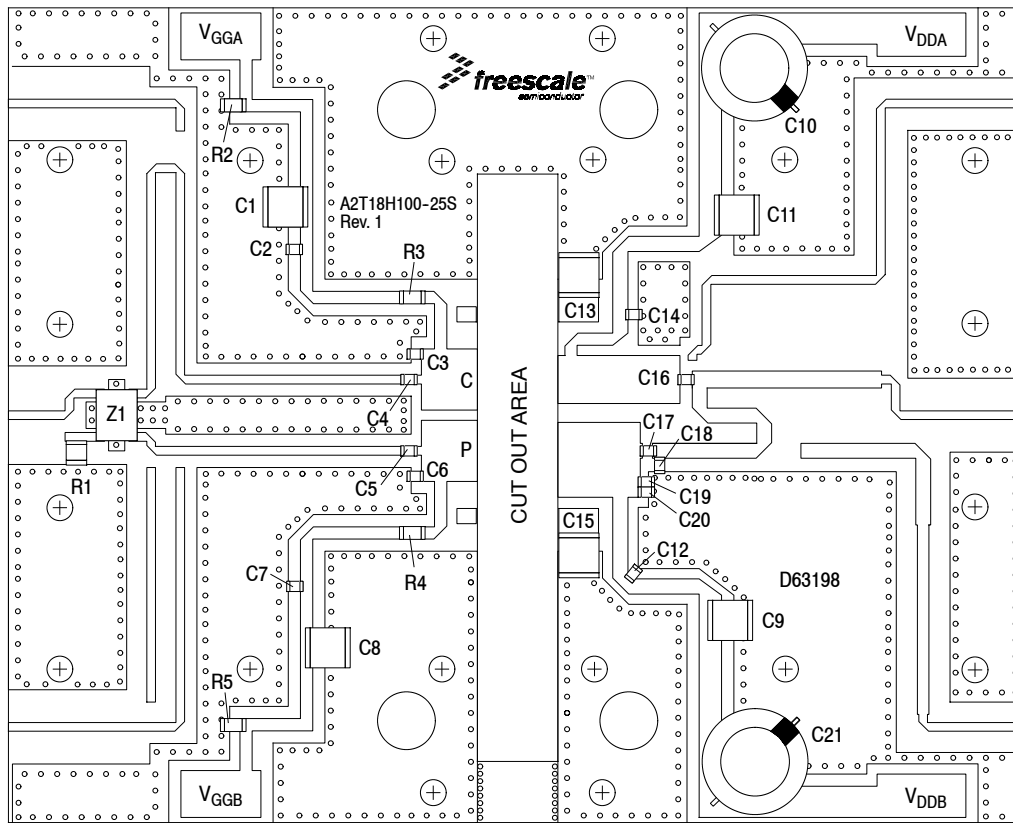 VGGA
VDDA
freescale™
semiconductor
C10
R2
C1
A2T18H100-25S
Rev. 1
C11
C2
R3
C13
C14
C3
C
C16
C4
Z1
CUT OUT AREA
C17
C18
P
R1
C5
C6
C19
C20
C15
C12
R4
C7
D63198
C8
C9
R5
C21
VGGB
VDDB